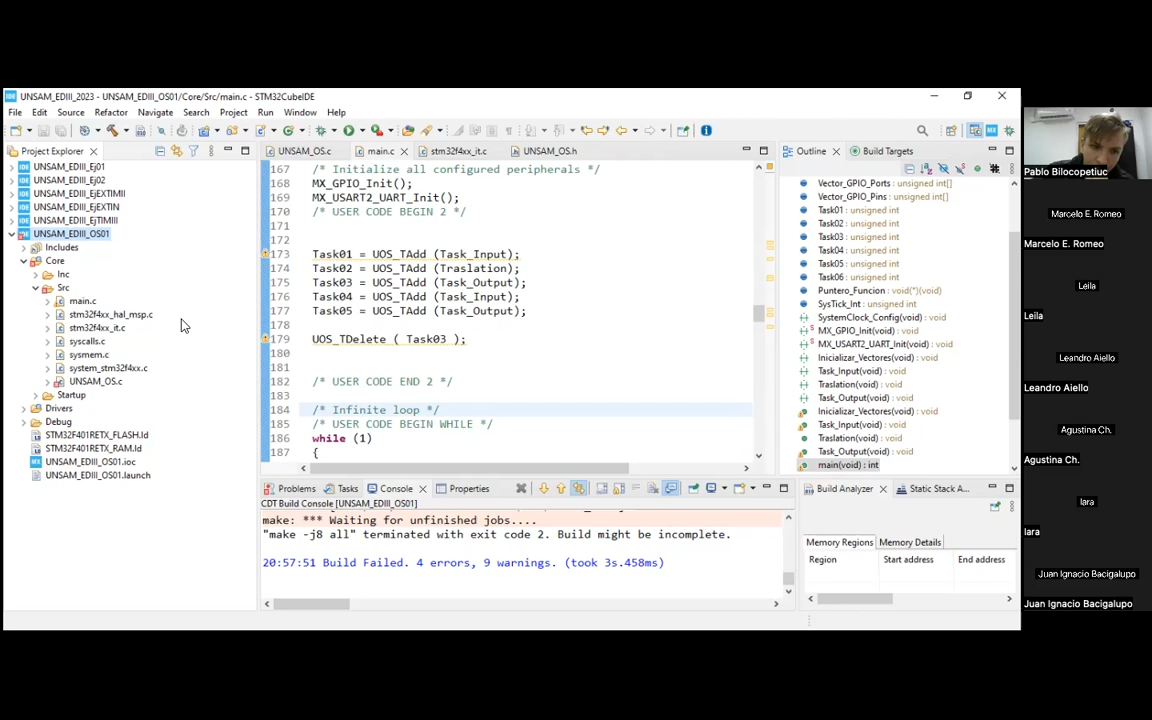 UNSAM_EDIII_2023 - UNSAM_EDIII_OS01/Core/Src/main.c - STM32CubeIDE
File Edit Source Refactor Navigate Search Project Run Window Help
Project Explorer
UNSAM_EDIII_Ej01
UNSAM_EDIII_Ej02
UNSAM_EDIII_EjEXTIMII
UNSAM_EDIII_EjEXTIN
UNSAM_EDIII_EjTIMIII
UNSAM_EDIII_OS01
Includes
Core
Inc
Src
main.c
stm32f4xx_hal_msp.c
stm32f4xx_it.c
syscalls.c
sysmem.c
system_stm32f4xx.c
UNSAM_OS.c
Startup
Drivers
Debug
STM32F401RETX_FLASH.ld
STM32F401RETX_RAM.ld
UNSAM_EDIII_OS01.ioc
UNSAM_EDIII_OS01.launch
UNSAM_OS.c main.c stm32f4xx_it.c UNSAM_OS.h
167 /* Initialize all configured peripherals */
168 MX_GPIO_Init();
169 MX_USART2_UART_Init();
170 /* USER CODE BEGIN 2 */
171
172
173 Task01 = UOS_TAdd (Task_Input);
174 Task02 = UOS_TAdd (Traslation);
175 Task03 = UOS_TAdd (Task_Output);
176 Task04 = UOS_TAdd (Task_Input);
177 Task05 = UOS_TAdd (Task_Output);
178
179 UOS_TDelete ( Task03 );
180
181
182 /* USER CODE END 2 */
183
184 /* Infinite loop */
185 /* USER CODE BEGIN WHILE */
186 while (1)
187 {
Problems Tasks Console Properties
CDT Build Console [UNSAM_EDIII_OS01]
make: *** Waiting for unfinished jobs....
"make -j8 all" terminated with exit code 2. Build might be incomplete.
20:57:51 Build Failed. 4 errors, 9 warnings. (took 3s.458ms)
Outline Build Targets
Vector_GPIO_Ports : unsigned int[]
Vector_GPIO_Pins : unsigned int[]
Task01 : unsigned int
Task02 : unsigned int
Task03 : unsigned int
Task04 : unsigned int
Task05 : unsigned int
Task06 : unsigned int
Puntero_Funcion : void(*)(void)
SysTick_Int : unsigned int
SystemClock_Config(void) : void
MX_GPIO_Init(void) : void
MX_USART2_UART_Init(void) : void
Inicializar_Vectores(void) : void
Task_Input(void) : void
Traslation(void) : void
Task_Output(void) : void
Inicializar_Vectores(void) : void
Task_Input(void) : void
Traslation(void) : void
Task_Output(void) : void
main(void) : int
Build Analyzer Static Stack A...
Memory Regions Memory Details
Region Start address End address
Pablo Bilocopetiuc
Marcelo E. Romeo
Marcelo E. Romeo
Leila
Leila
Leandro Aiello
Leandro Aiello
Agustina Ch.
Agustina Ch.
Iara
Iara
Juan Ignacio Bacigalupo
Juan Ignacio Bacigalupo